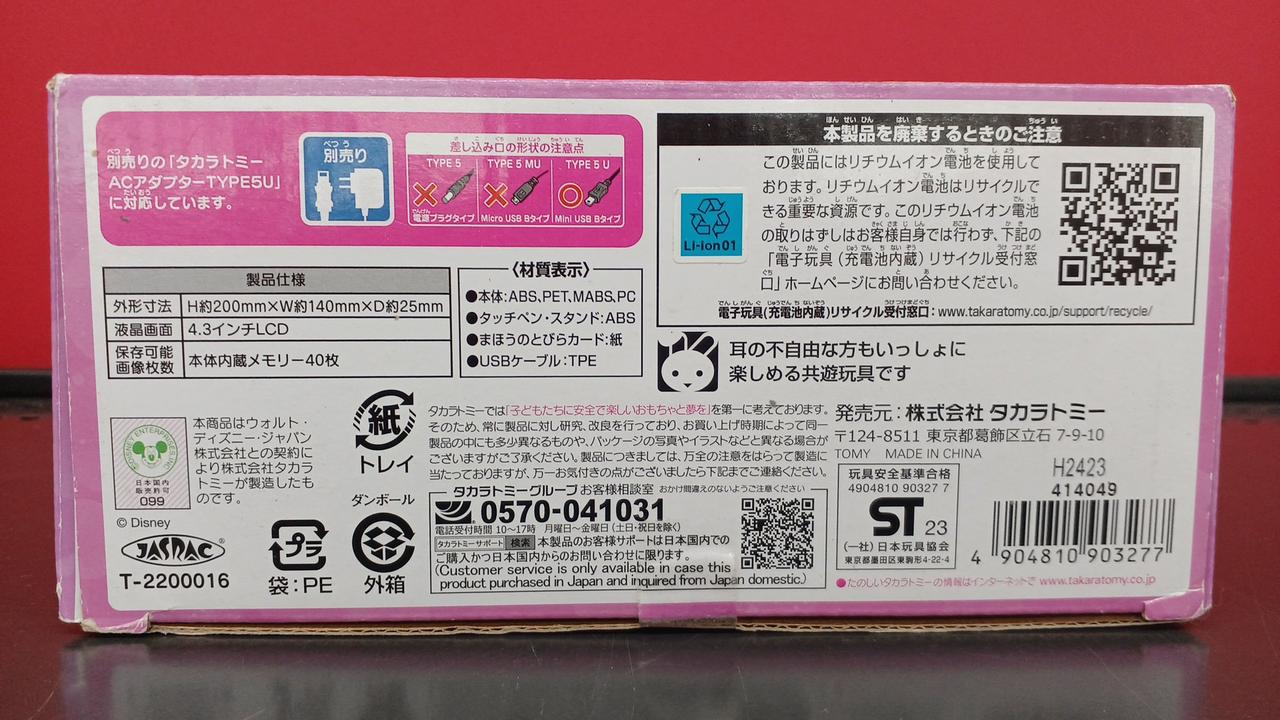 別売りの「タカラトミー
ACアダプターTYPE5U」
に対応しています。
別売り
差し込み口の形状の注意点
TYPE 5 TYPE 5 MU TYPE 5 U
電源プラグタイプ Micro USB Bタイプ Mini USB Bタイプ
製品仕様
外形寸法 H約200mm×W約140mm×D約25mm
液晶画面 4.3インチLCD
保存可能
画像枚数 本体内蔵メモリー40枚
〈材質表示〉
●本体:ABS,PET,MABS,PC
●タッチペン・スタンド:ABS
●まほうのとびらカード:紙
●USBケーブル:TPE
本製品を廃棄するときのご注意
この製品にはリチウムイオン電池を使用して
おります。リチウムイオン電池はリサイクルで
きる重要な資源です。このリチウムイオン電池
の取りはずしはお客様自身では行わず、下記の
「電子玩具(充電池内蔵)リサイクル受付窓
口」ホームページにお問い合わせください。
Li-ion01
電子玩具(充電池内蔵)リサイクル受付窓口:www.takaratomy.co.jp/support/recycle/
耳の不自由な方もいっしょに
楽しめる共遊玩具です
日本国内
販売許可
099
本商品はウォルト・
ディズニー・ジャパン
株式会社との契約に
より株式会社タカラ
トミーが製造したも
のです。
© Disney
JASRAC
T-2200016
紙
トレイ
プラ
袋:PE
ダンボール
外箱
タカラトミーでは「子どもたちに安全で楽しいおもちゃと夢を」を第一に考えております。
そのため、常に製品に対し研究、改良を行っており、お買い上げ時期によって同一
製品の中にも多少異なるものや、パッケージの写真やイラストなどと異なる場合が
ございますがご了承ください。製品につきましては、万全の注意をはらって製造に
当たっておりますが、万一お気付きの点がございましたら下記までご連絡ください。
タカラトミーグループ お客様相談室 おかけ間違えのないようご注意ください
0570-041031
電話受付時間 10〜17時 月曜日〜金曜日(土・日・祝日を除く)
タカラトミーサポート 検索 本製品のお客様サポートは日本国内での
ご購入かつ日本国内からのお問い合わせに限ります。
(Customer service is only available in case this
product purchased in Japan and inquired from Japan domestic.)
発売元:株式会社 タカラトミー
〒124-8511 東京都葛飾区立石 7-9-10
TOMY MADE IN CHINA
玩具安全基準合格
4904810 90327 7
ST 23
(一社)日本玩具協会
東京都墨田区東駒形4-22-4
H2423
414049
4 904810 903277
●たのしいタカラトミーの情報はインターネットで www.takaratomy.co.jp